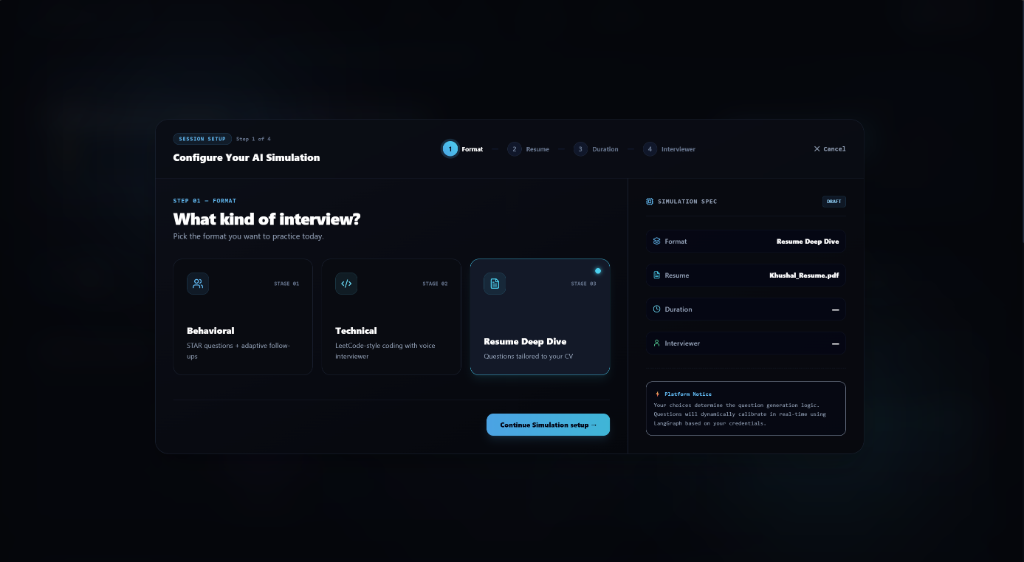 SESSION SETUP Step 1 of 4
Configure Your AI Simulation
1 Format
2 Resume
3 Duration
4 Interviewer
Cancel
STEP 01 — FORMAT
What kind of interview?
Pick the format you want to practice today.
STAGE 01
Behavioral
STAR questions + adaptive follow-
ups
STAGE 02
Technical
LeetCode-style coding with voice
interviewer
STAGE 03
Resume Deep Dive
Questions tailored to your CV
Continue Simulation setup →
SIMULATION SPEC DRAFT
Format Resume Deep Dive
Resume Khushal_Resume.pdf
Duration —
Interviewer —
Platform Notice
Your choices determine the question generation logic.
Questions will dynamically calibrate in real-time using
LangGraph based on your credentials.